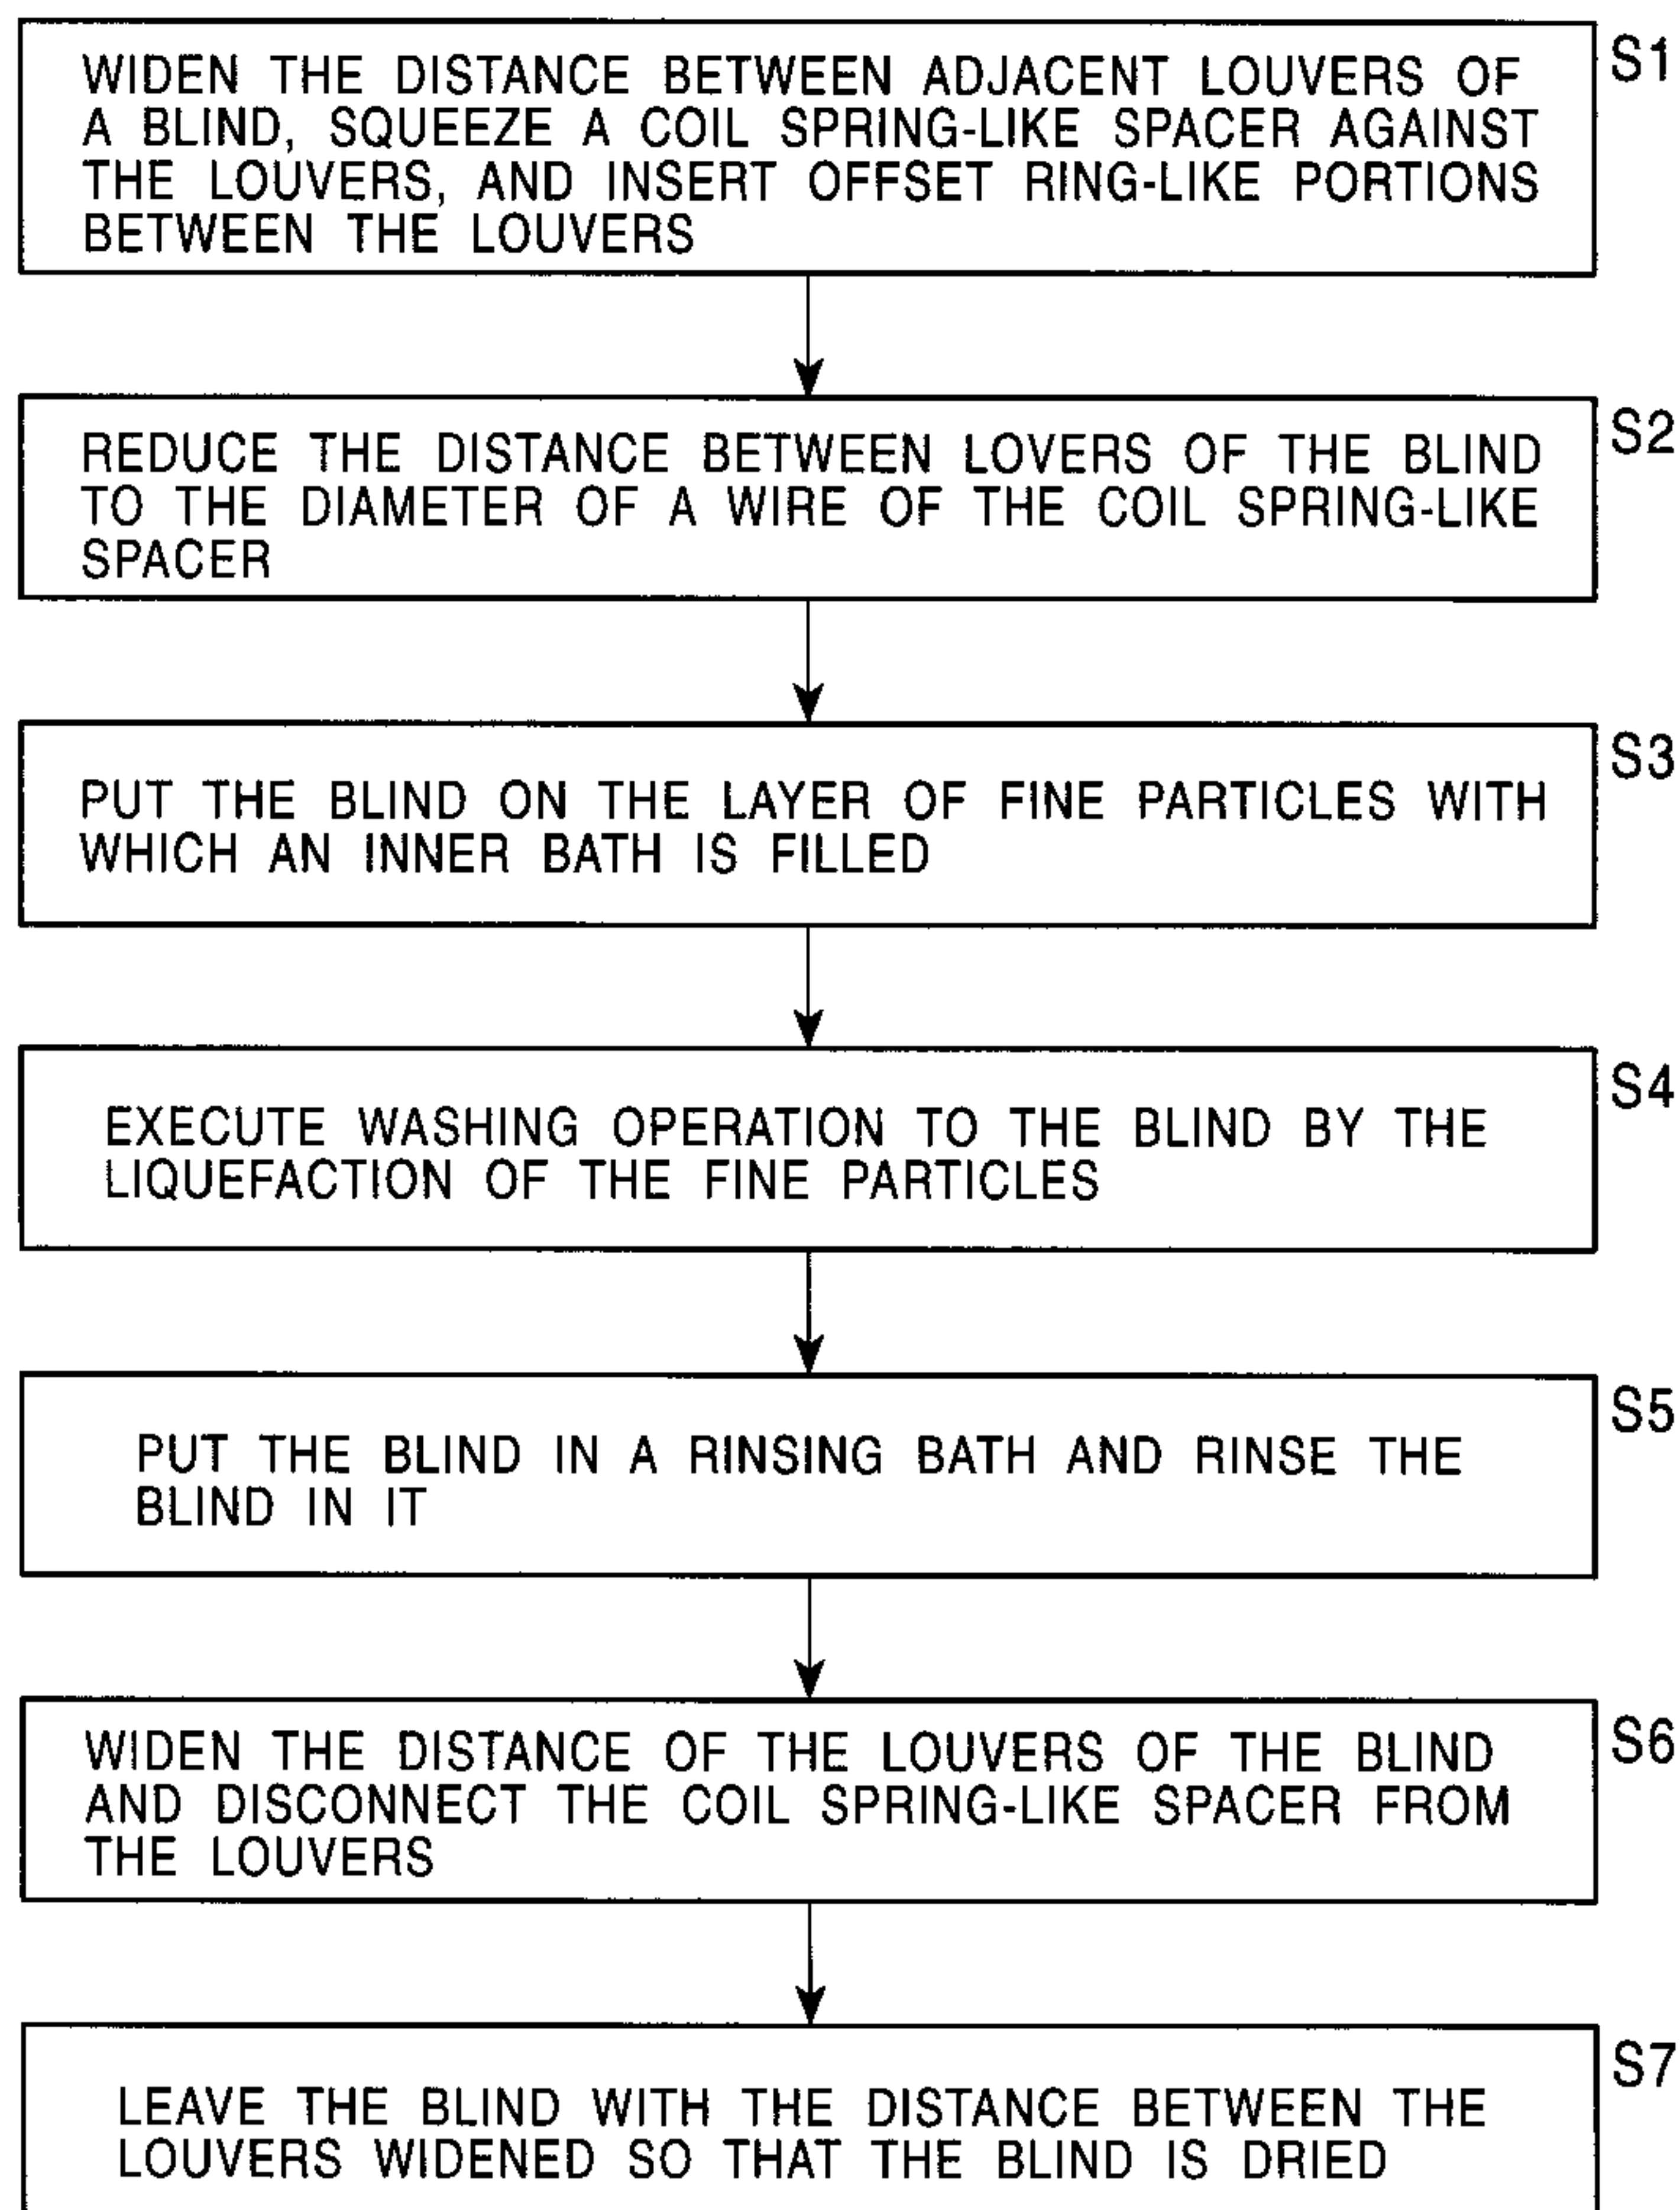 S1
WIDEN THE DISTANCE BETWEEN ADJACENT LOUVERS OF
A BLIND, SQUEEZE A COIL SPRING-LIKE SPACER AGAINST
THE LOUVERS, AND INSERT OFFSET RING-LIKE PORTIONS
BETWEEN THE LOUVERS
S2
REDUCE THE DISTANCE BETWEEN LOVERS OF THE BLIND
TO THE DIAMETER OF A WIRE OF THE COIL SPRING-LIKE
SPACER
S3
PUT THE BLIND ON THE LAYER OF FINE PARTICLES WITH
WHICH AN INNER BATH IS FILLED
S4
EXECUTE WASHING OPERATION TO THE BLIND BY THE
LIQUEFACTION OF THE FINE PARTICLES
S5
PUT THE BLIND IN A RINSING BATH AND RINSE THE
BLIND IN IT
S6
WIDEN THE DISTANCE OF THE LOUVERS OF THE BLIND
AND DISCONNECT THE COIL SPRING-LIKE SPACER FROM
THE LOUVERS
S7
LEAVE THE BLIND WITH THE DISTANCE BETWEEN THE
LOUVERS WIDENED SO THAT THE BLIND IS DRIED